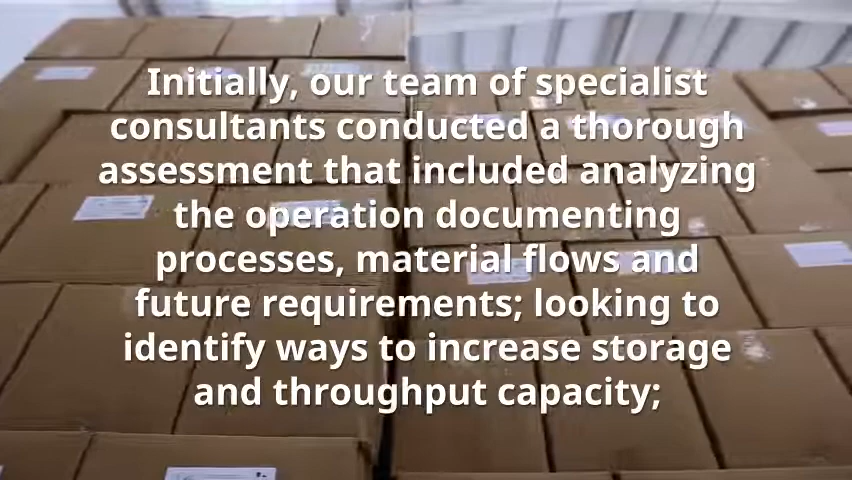 Initially, our team of specialist
consultants conducted a thorough
assessment that included analyzing
the operation documenting
processes, material flows and
future requirements; looking to
identify ways to increase storage
and throughput capacity;